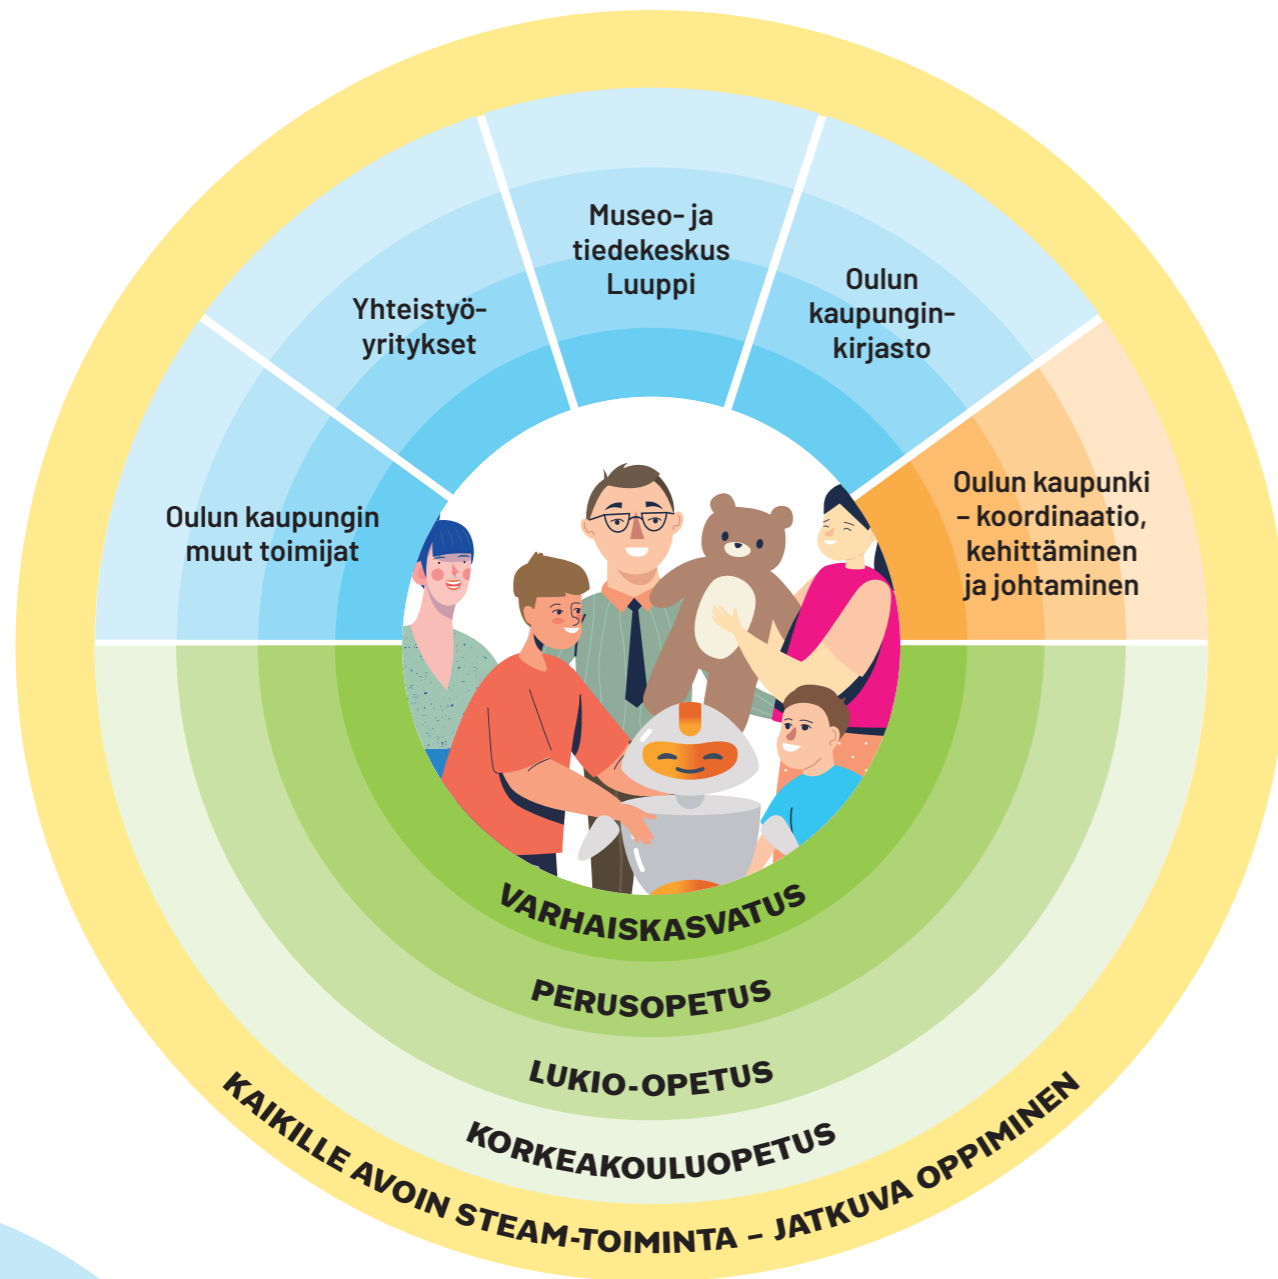 Museo- ja
tiedekeskus
Luuppi
Yhteistyö-
yritykset
Oulun
kaupungin-
kirjasto
Oulun kaupungin
muut toimijat
Oulun kaupunki
– koordinaatio,
kehittäminen
ja johtaminen
VARHAISKASVATUS
PERUSOPETUS
LUKIO-OPETUS
KORKEAKOULUOPETUS
KAIKILLE AVOIN STEAM-TOIMINTA – JATKUVA OPPIMINEN